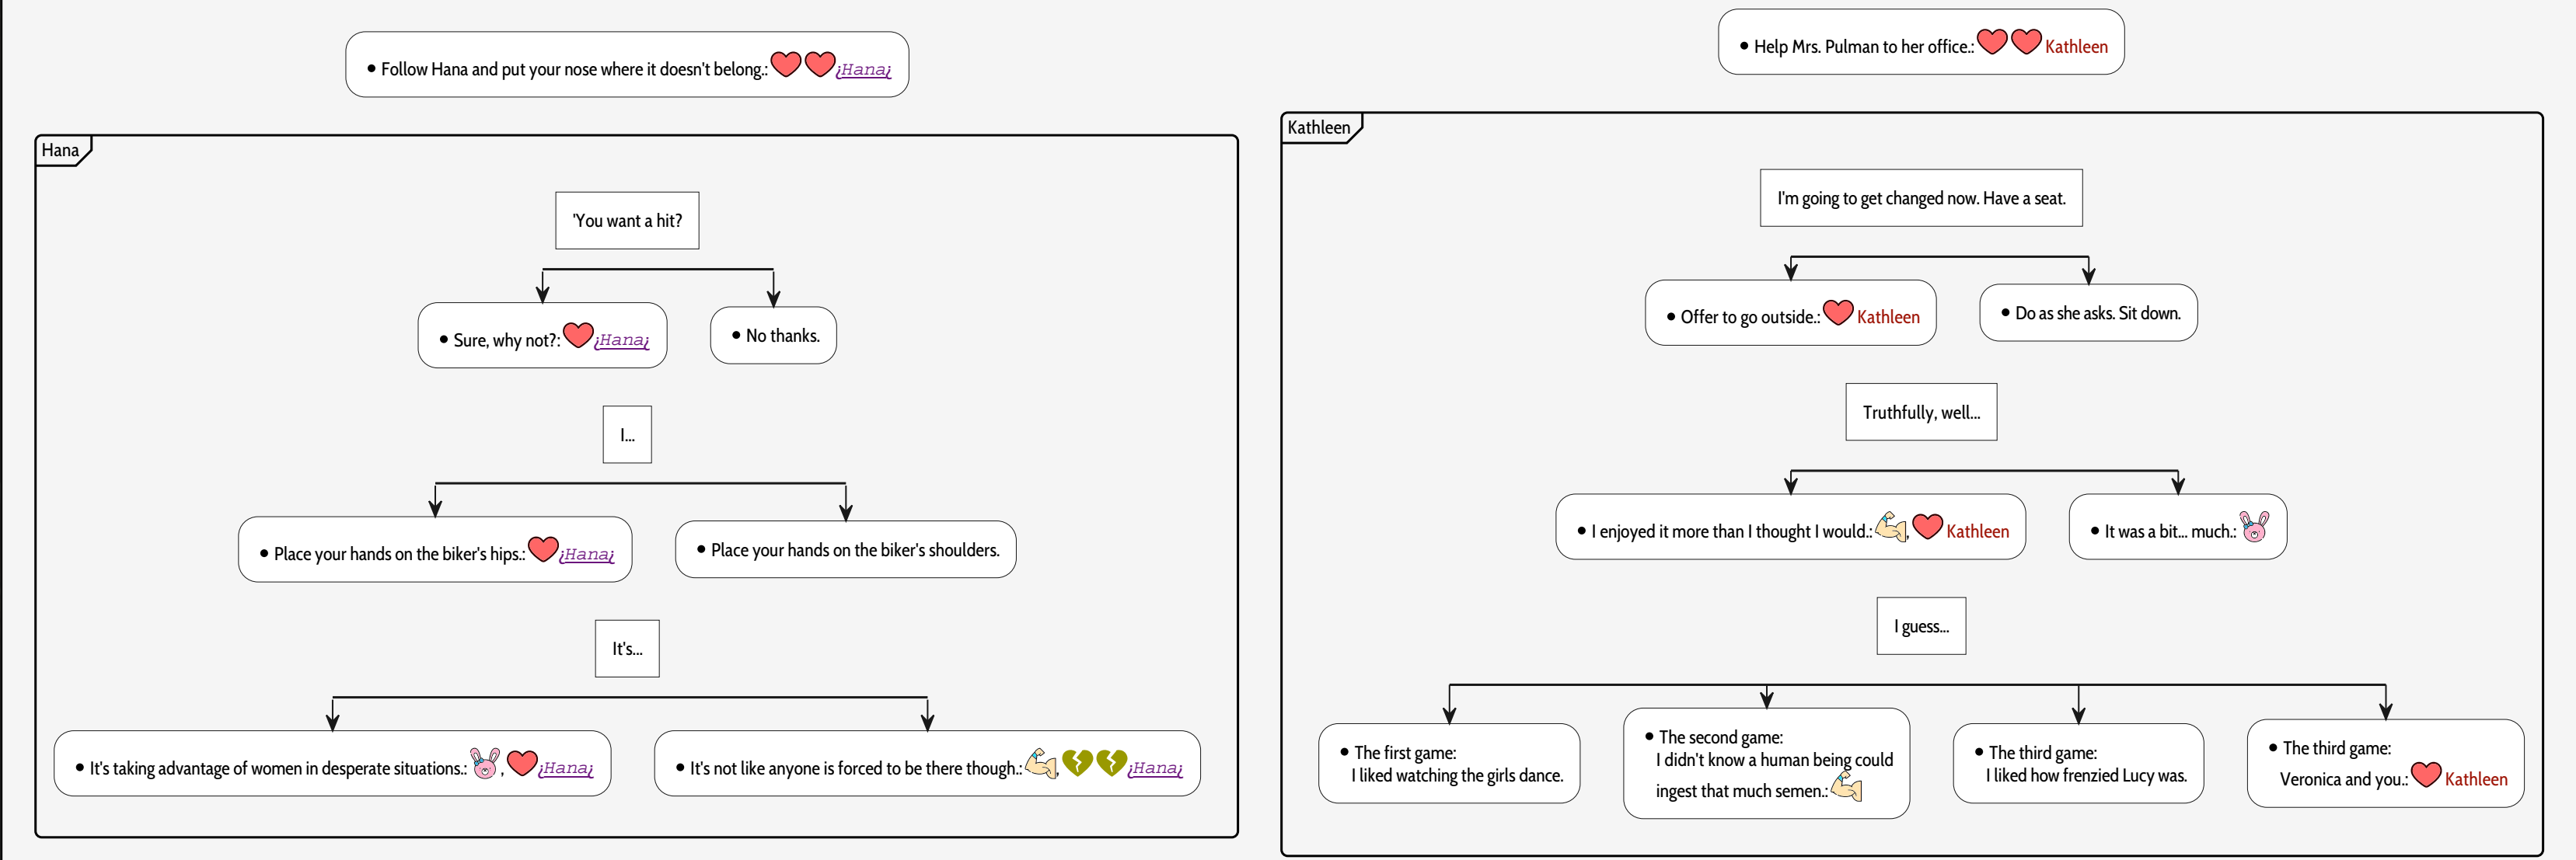 • Follow Hana and put your nose where it doesn't belong.: ¡Hana¡
Hana
'You want a hit?
• Sure, why not?: ¡Hana¡
• No thanks.
I...
• Place your hands on the biker's hips.: ¡Hana¡
• Place your hands on the biker's shoulders.
It's...
• It's taking advantage of women in desperate situations.: , ¡Hana¡
• It's not like anyone is forced to be there though.: , ¡Hana¡
• Help Mrs. Pulman to her office.: Kathleen
Kathleen
I'm going to get changed now. Have a seat.
• Offer to go outside.: Kathleen
• Do as she asks. Sit down.
Truthfully, well...
• I enjoyed it more than I thought I would.: , Kathleen
• It was a bit... much.:
I guess...
• The first game:
I liked watching the girls dance.
• The second game:
I didn't know a human being could
ingest that much semen.:
• The third game:
I liked how frenzied Lucy was.
• The third game:
Veronica and you.: Kathleen